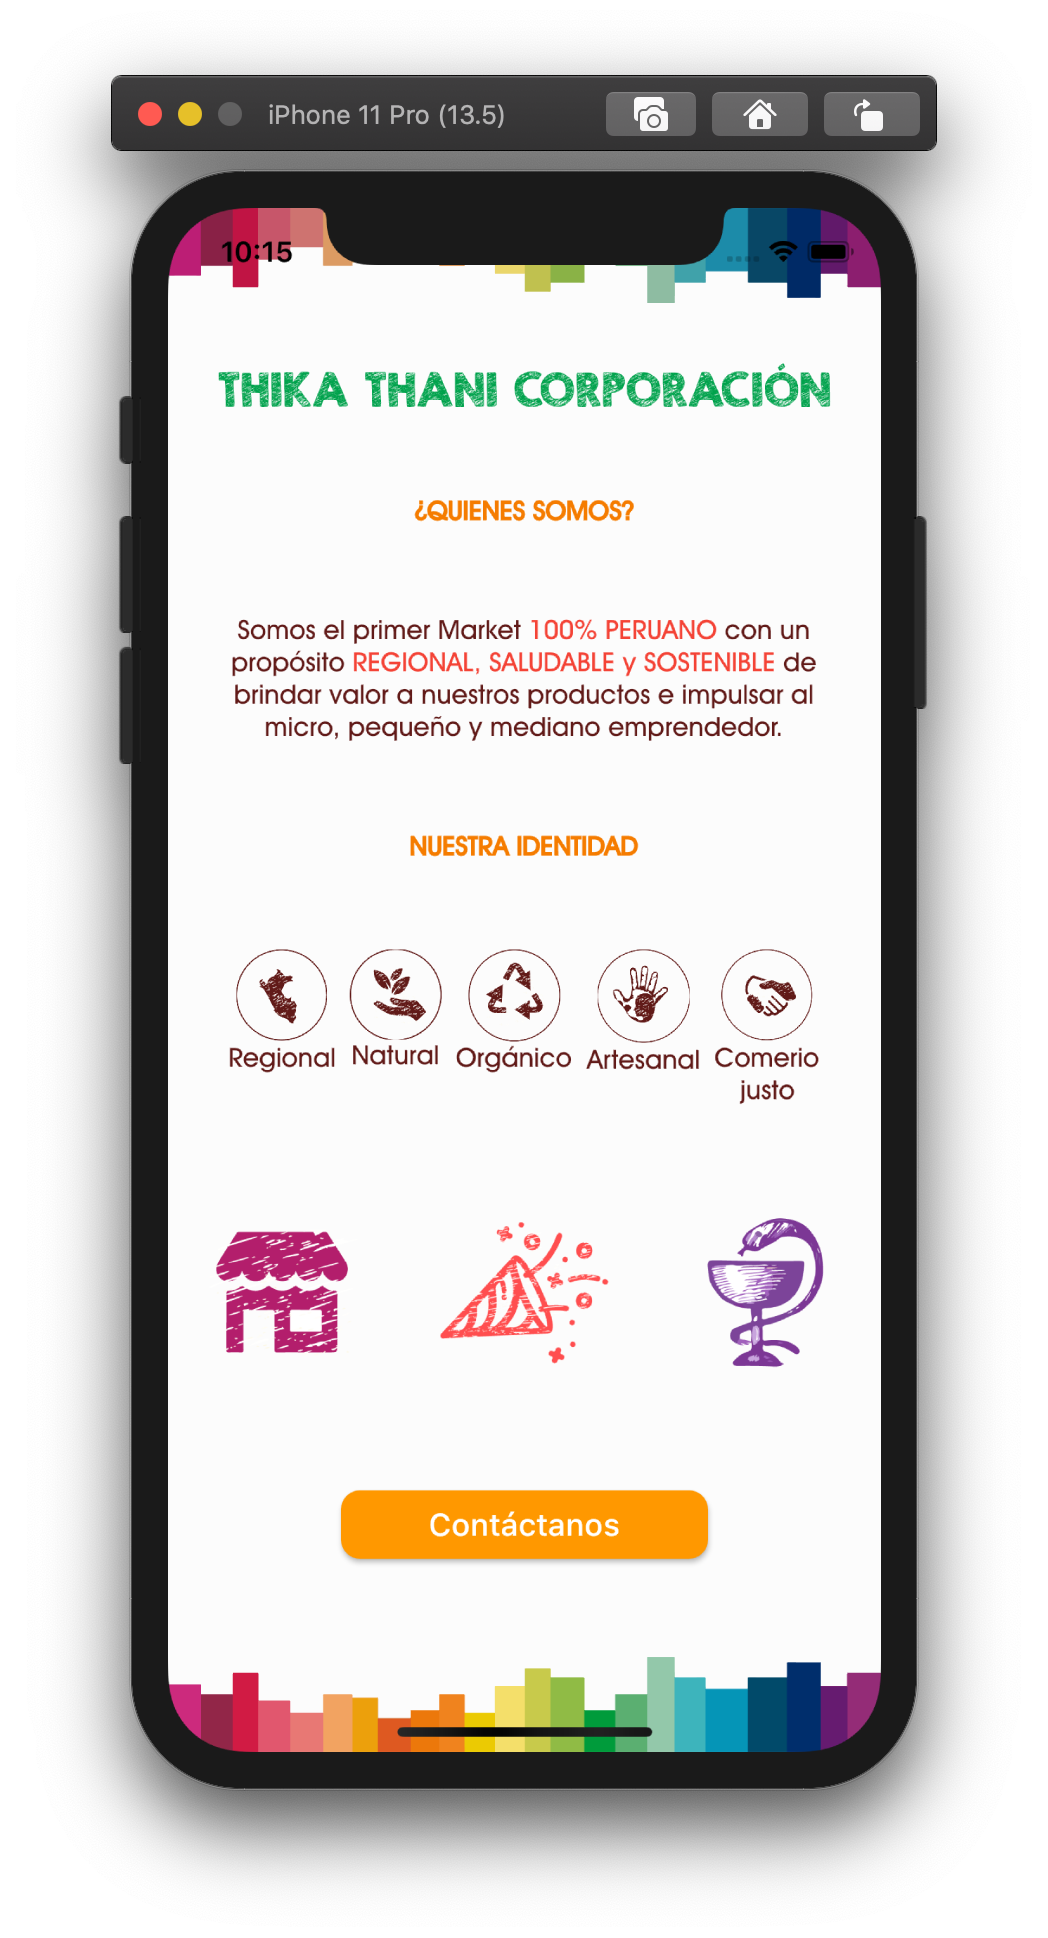 iPhone 11 Pro (13.5)
10:15
THIKA THANI CORPORACIÓN
¿QUIENES SOMOS?
Somos el primer Market 100% PERUANO con un
propósito REGIONAL, SALUDABLE y SOSTENIBLE de
brindar valor a nuestros productos e impulsar al
micro, pequeño y mediano emprendedor.
NUESTRA IDENTIDAD
Regional Natural Orgánico Artesanal Comerio
justo
Contáctanos